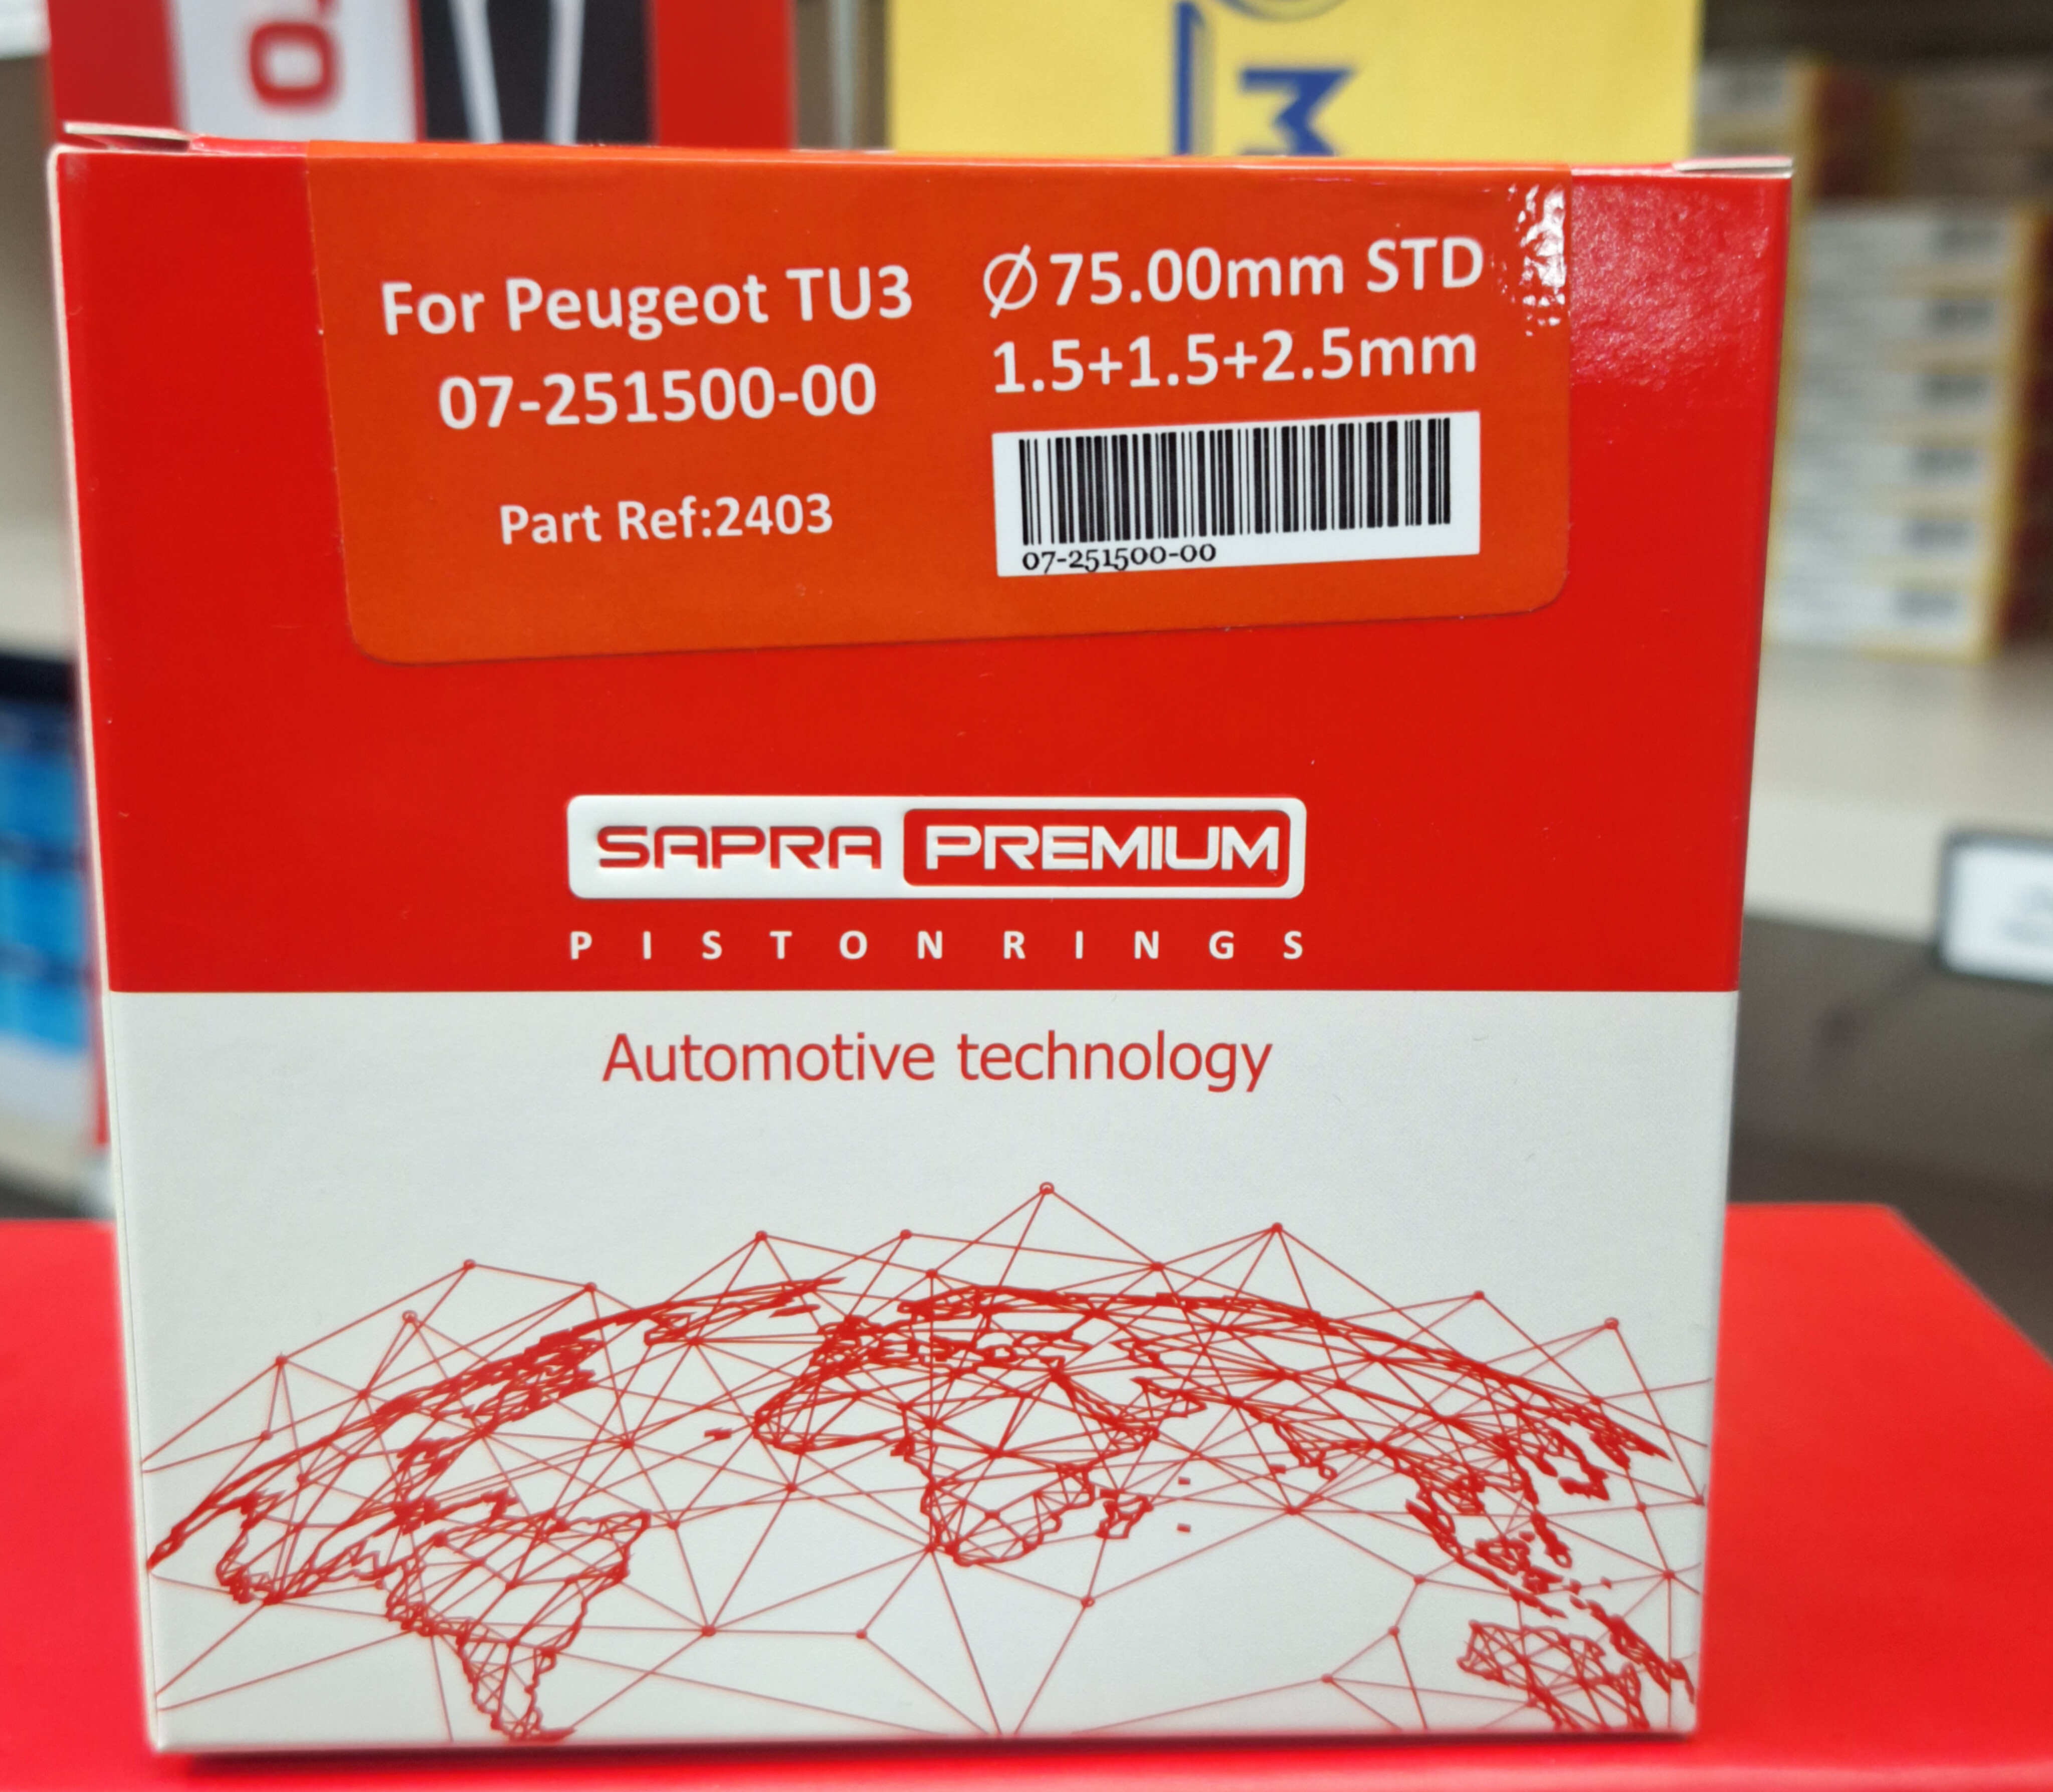 For Peugeot TU3
07-251500-00
Part Ref:2403
Ø75.00mm STD
1.5+1.5+2.5mm
07-251500-00
SAPRA PREMIUM
PISTON RINGS
Automotive technology